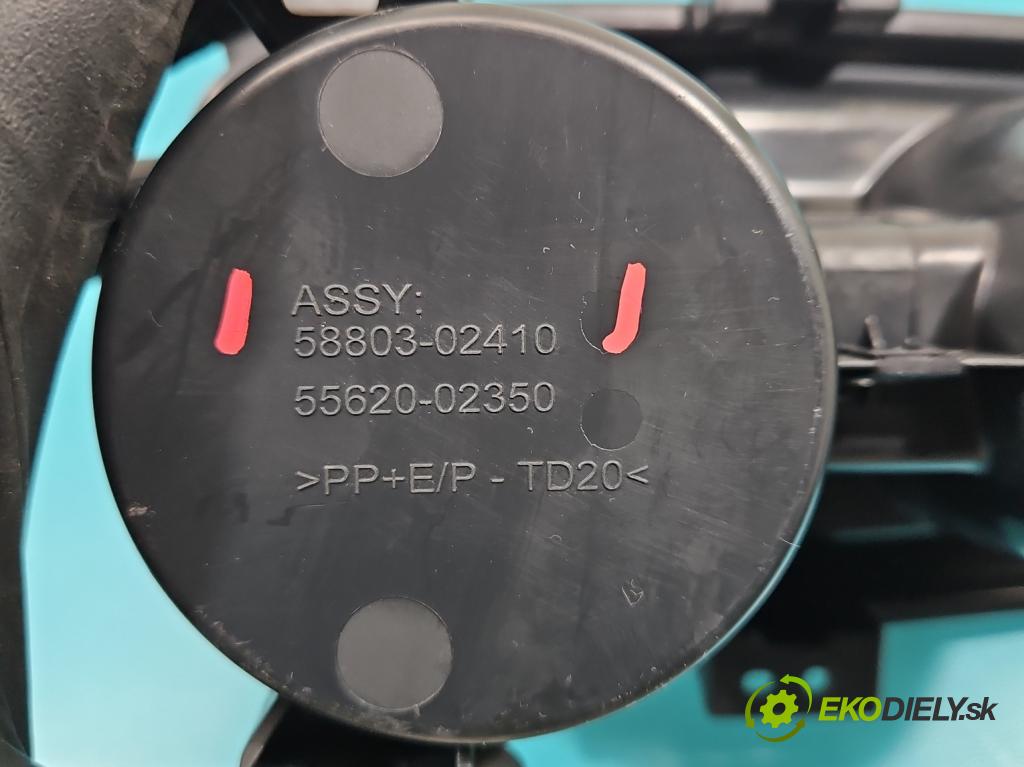 ASSY:
58803-02410
55620-02350
>PP+E/P - TD20<
EKODIELY.sk